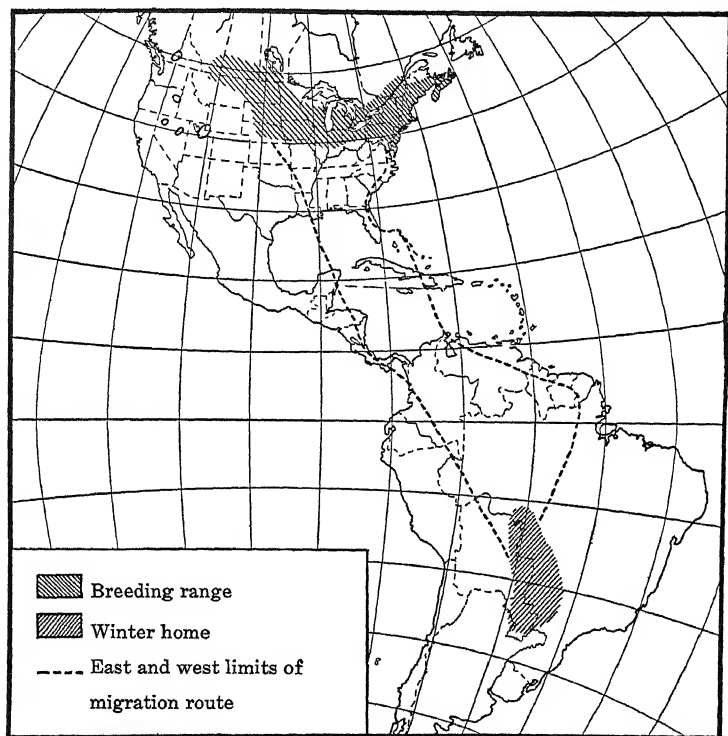 Breeding range
Winter home
East and west limits of
migration route